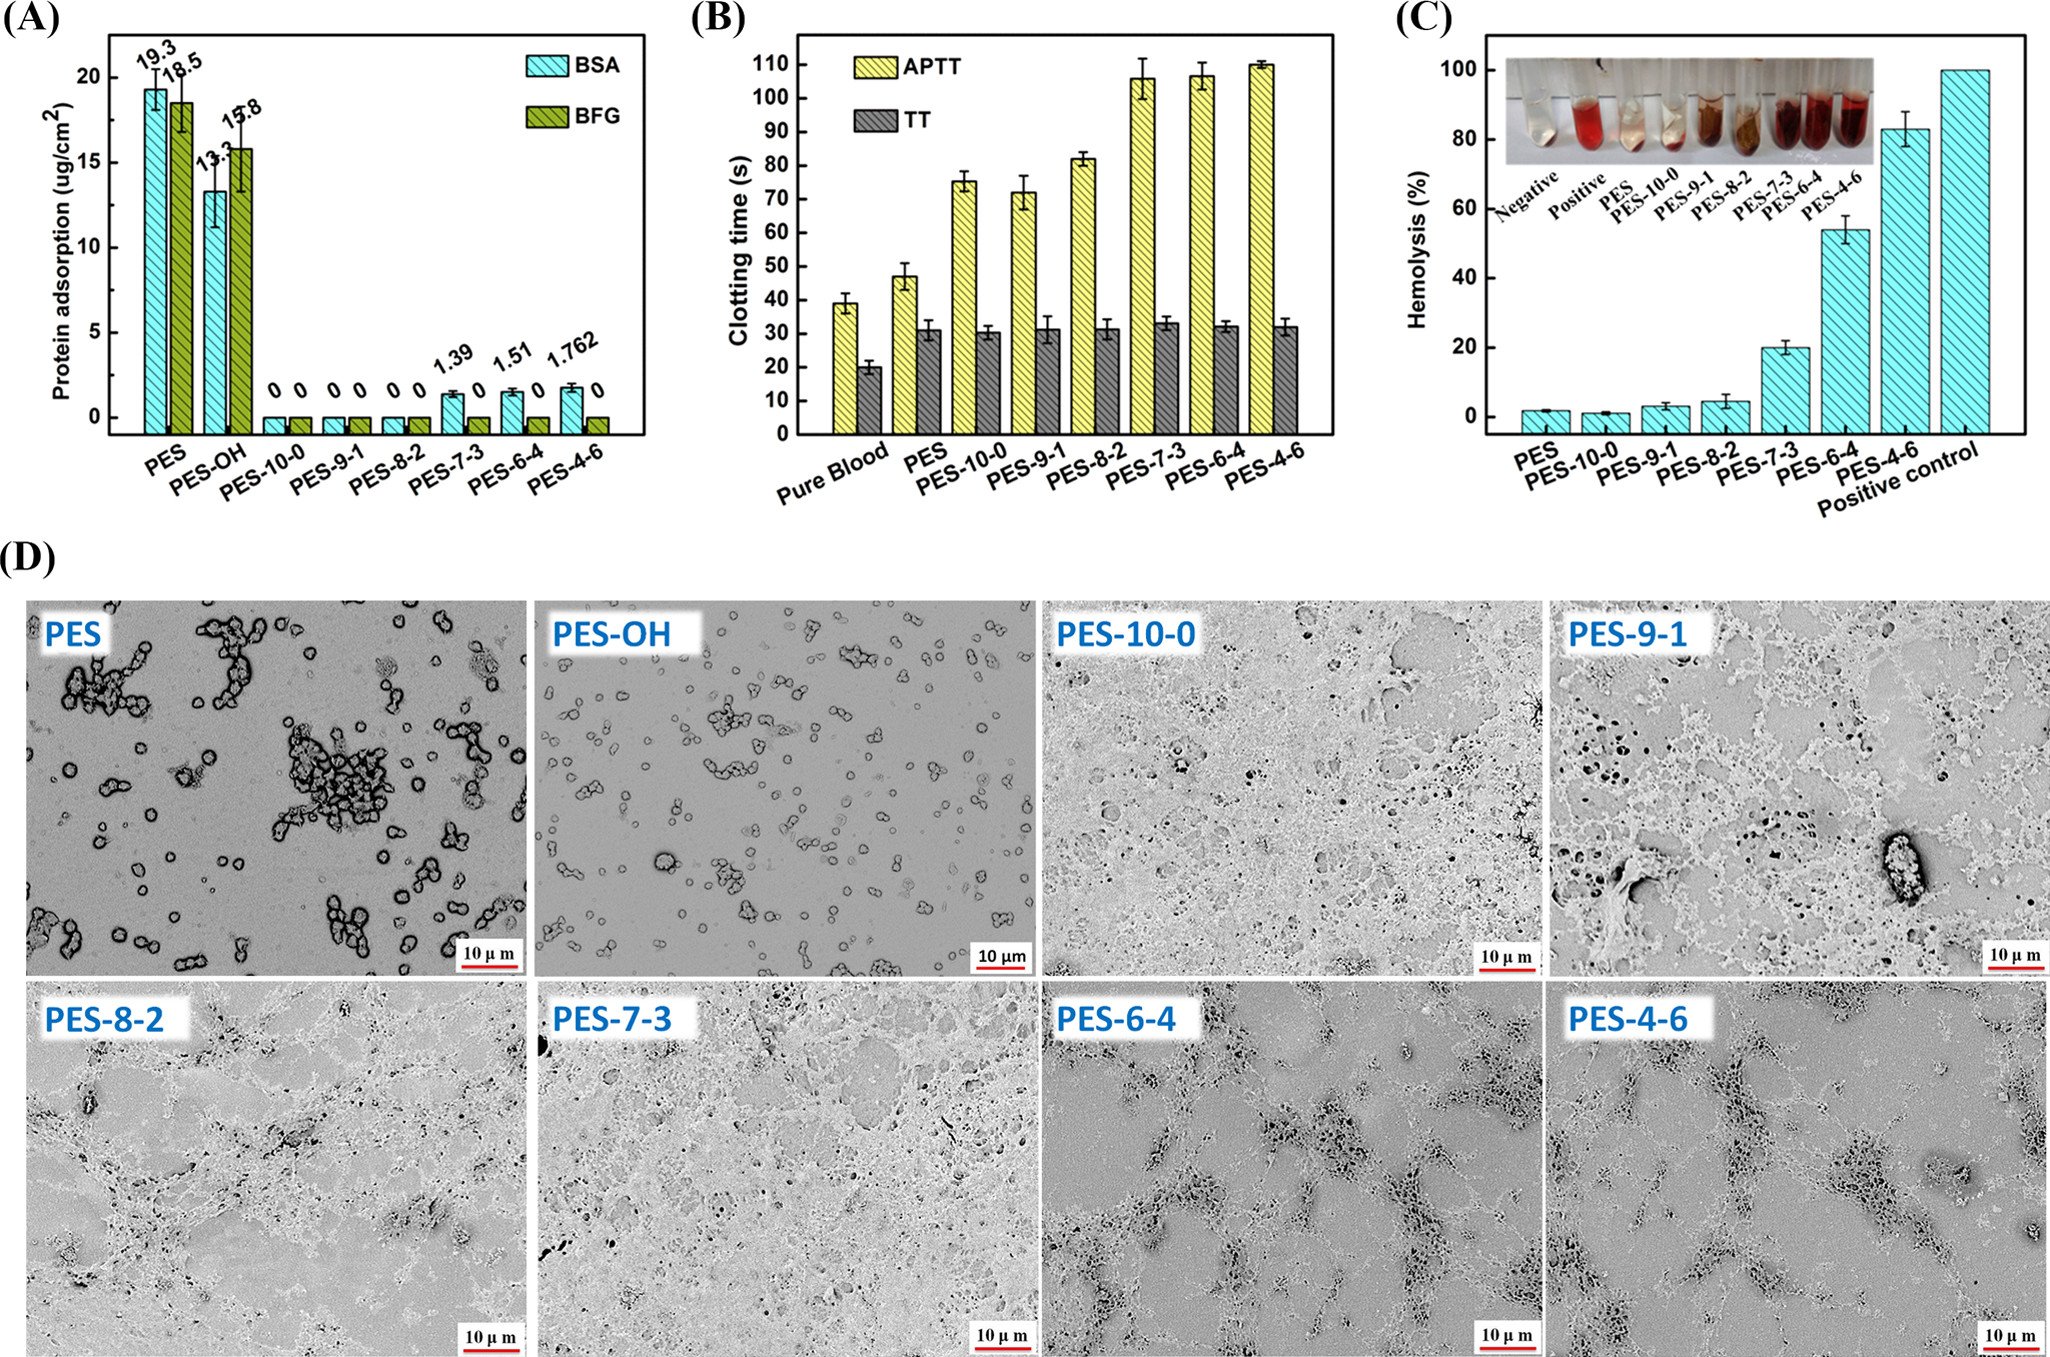 (A)
Protein adsorption (ug/cm2)
20
15
10
5
0
19.3
18.5
13.3
15.8
0 0 0 0 0 0 1.39 0 1.51 0 1.762 0
BSA
BFG
PES
PES-OH
PES-10-0
PES-9-1
PES-8-2
PES-7-3
PES-6-4
PES-4-6
(B)
Clotting time (s)
110
100
90
80
70
60
50
40
30
20
10
0
APTT
TT
Pure Blood
PES
PES-10-0
PES-9-1
PES-8-2
PES-7-3
PES-6-4
PES-4-6
(C)
Hemolysis (%)
100
80
60
40
20
0
Negative
Positive
PES
PES-10-0
PES-9-1
PES-8-2
PES-7-3
PES-6-4
PES-4-6
PES
PES-10-0
PES-9-1
PES-8-2
PES-7-3
PES-6-4
PES-4-6
Positive control
(D)
PES
10 μ m
PES-OH
10 μm
PES-10-0
10 μ m
PES-9-1
10 μ m
PES-8-2
10 μ m
PES-7-3
10 μ m
PES-6-4
10 μ m
PES-4-6
10 μ m